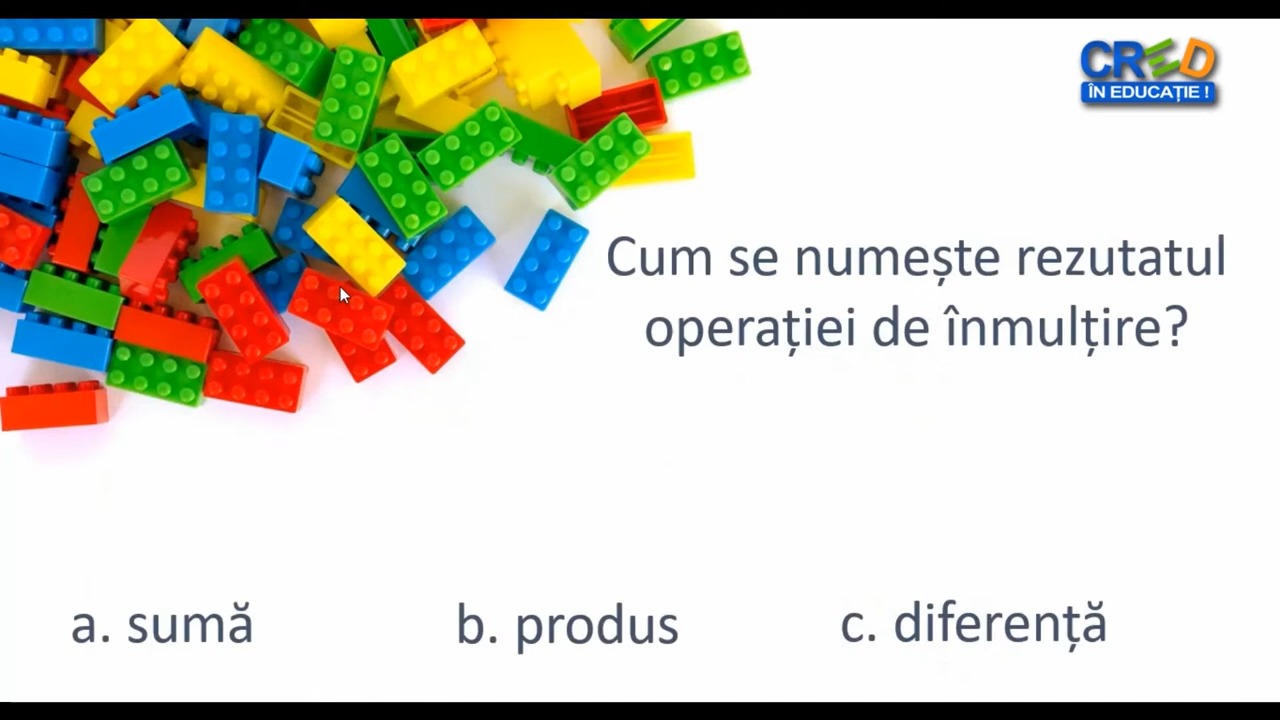 CRED
ÎN EDUCAȚIE !
Cum se numește rezutatul
operației de înmulțire?
a. sumă
b. produs
c. diferență